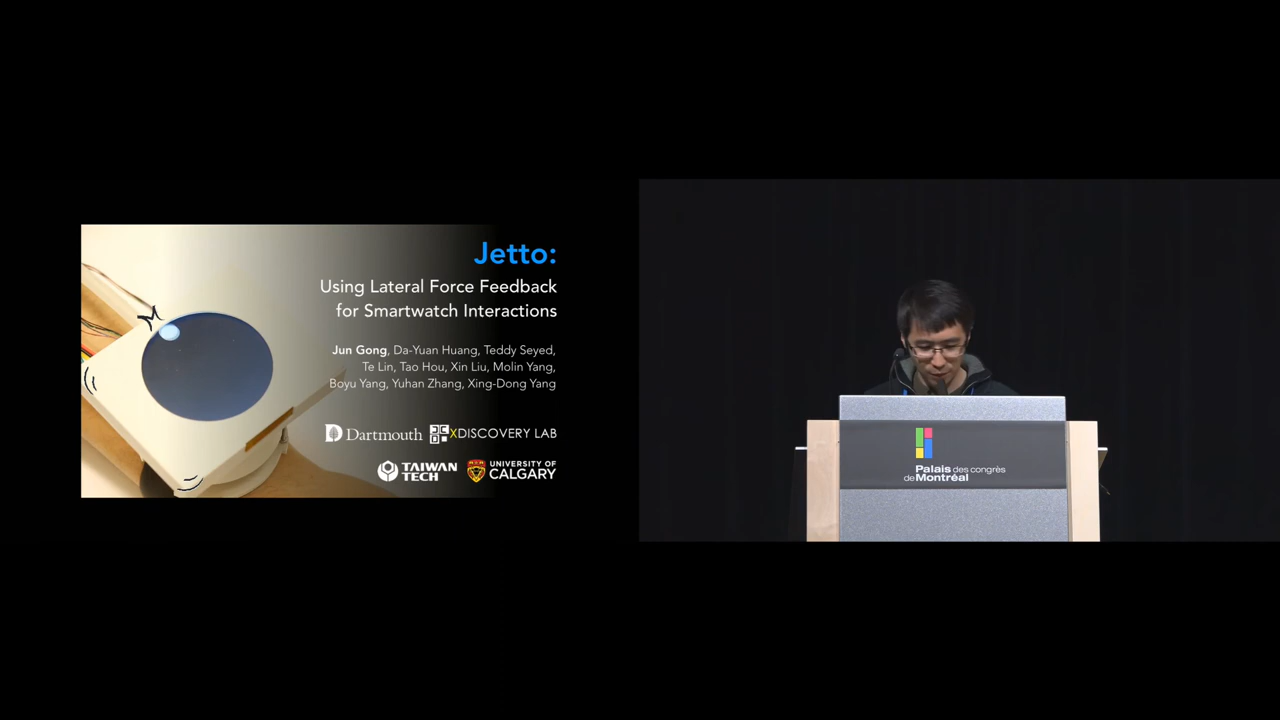 Jetto:
Using Lateral Force Feedback
for Smartwatch Interactions
Jun Gong, Da-Yuan Huang, Teddy Seyed,
Te Lin, Tao Hou, Xin Liu, Molin Yang,
Boyu Yang, Yuhan Zhang, Xing-Dong Yang
Dartmouth XDISCOVERY LAB
TAIWAN TECH
UNIVERSITY OF CALGARY
Palais des congrès
de Montréal